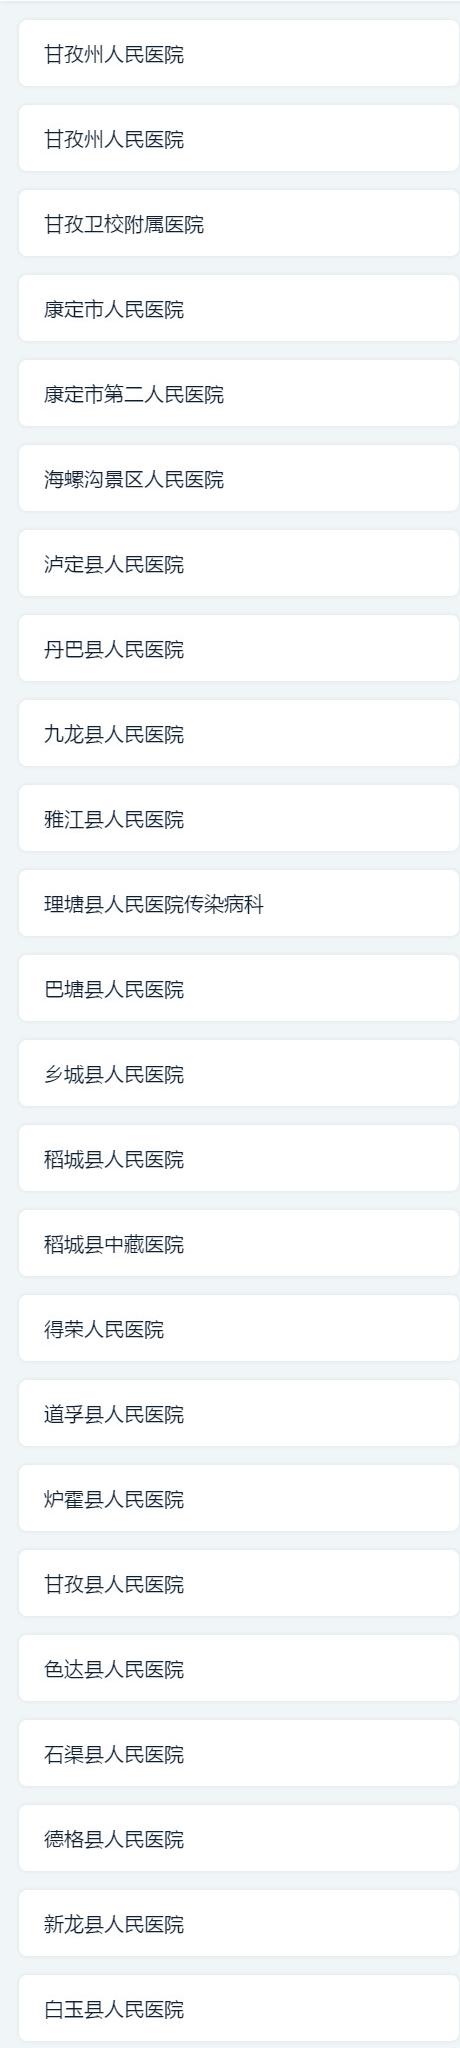 甘孜州人民医院
甘孜州人民医院
甘孜卫校附属医院
康定市人民医院
康定市第二人民医院
海螺沟景区人民医院
泸定县人民医院
丹巴县人民医院
九龙县人民医院
雅江县人民医院
理塘县人民医院传染病科
巴塘县人民医院
乡城县人民医院
稻城县人民医院
稻城县中藏医院
得荣人民医院
道孚县人民医院
炉霍县人民医院
甘孜县人民医院
色达县人民医院
石渠县人民医院
德格县人民医院
新龙县人民医院
白玉县人民医院